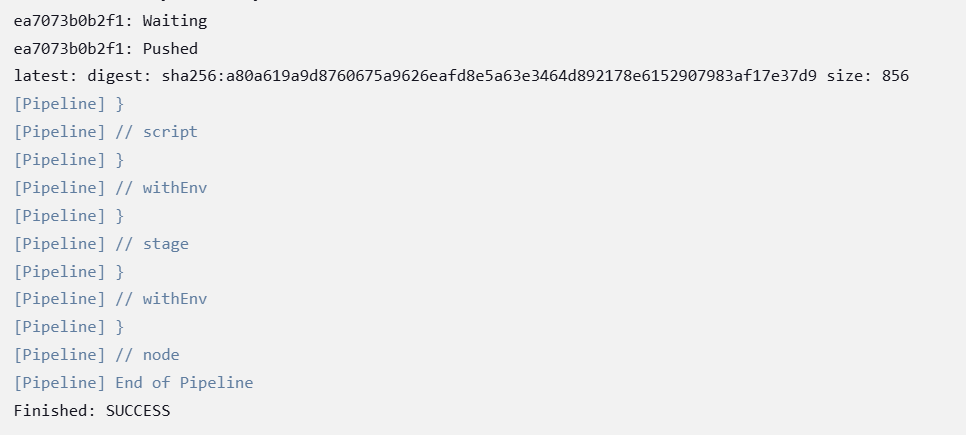 ea7073b0b2f1: Waiting
ea7073b0b2f1: Pushed
latest: digest: sha256:a80a619a9d8760675a9626eafd8e5a63e3464d892178e6152907983af17e37d9 size: 856
[Pipeline] }
[Pipeline] // script
[Pipeline] }
[Pipeline] // withEnv
[Pipeline] }
[Pipeline] // stage
[Pipeline] }
[Pipeline] // withEnv
[Pipeline] }
[Pipeline] // node
[Pipeline] End of Pipeline
Finished: SUCCESS